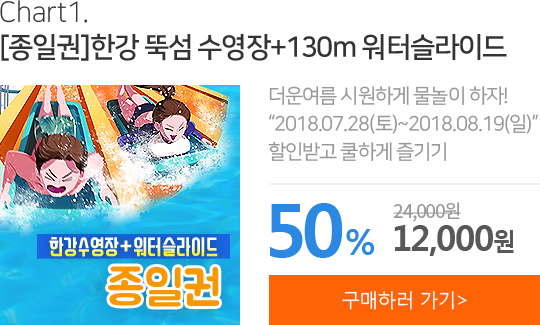 Chart1.
[종일권]한강 뚝섬 수영장+130m 워터슬라이드
더운여름 시원하게 물놀이 하자!
“2018.07.28(토)~2018.08.19(일)”
할인받고 쿨하게 즐기기
한강수영장+워터슬라이드
종일권
50%
24,000원
12,000원
구매하러 가기>